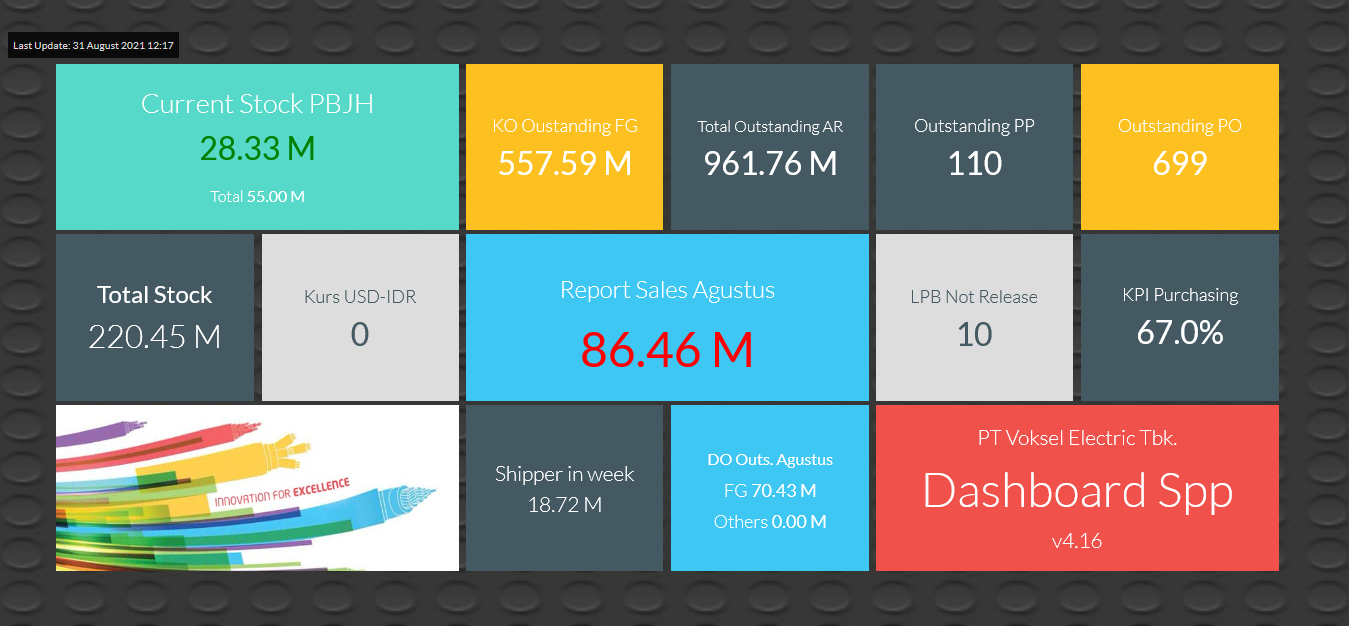 Last Update: 31 August 2021 12:17
Current Stock PBJH
28.33 M
Total 55.00 M
KO Oustanding FG
557.59 M
Total Outstanding AR
961.76 M
Outstanding PP
110
Outstanding PO
699
Total Stock
220.45 M
Kurs USD-IDR
0
Report Sales Agustus
86.46 M
LPB Not Release
10
KPI Purchasing
67.0%
INNOVATION FOR EXCELLENCE
Shipper in week
18.72 M
DO Outs. Agustus
FG 70.43 M
Others 0.00 M
PT Voksel Electric Tbk.
Dashboard Spp
v4.16